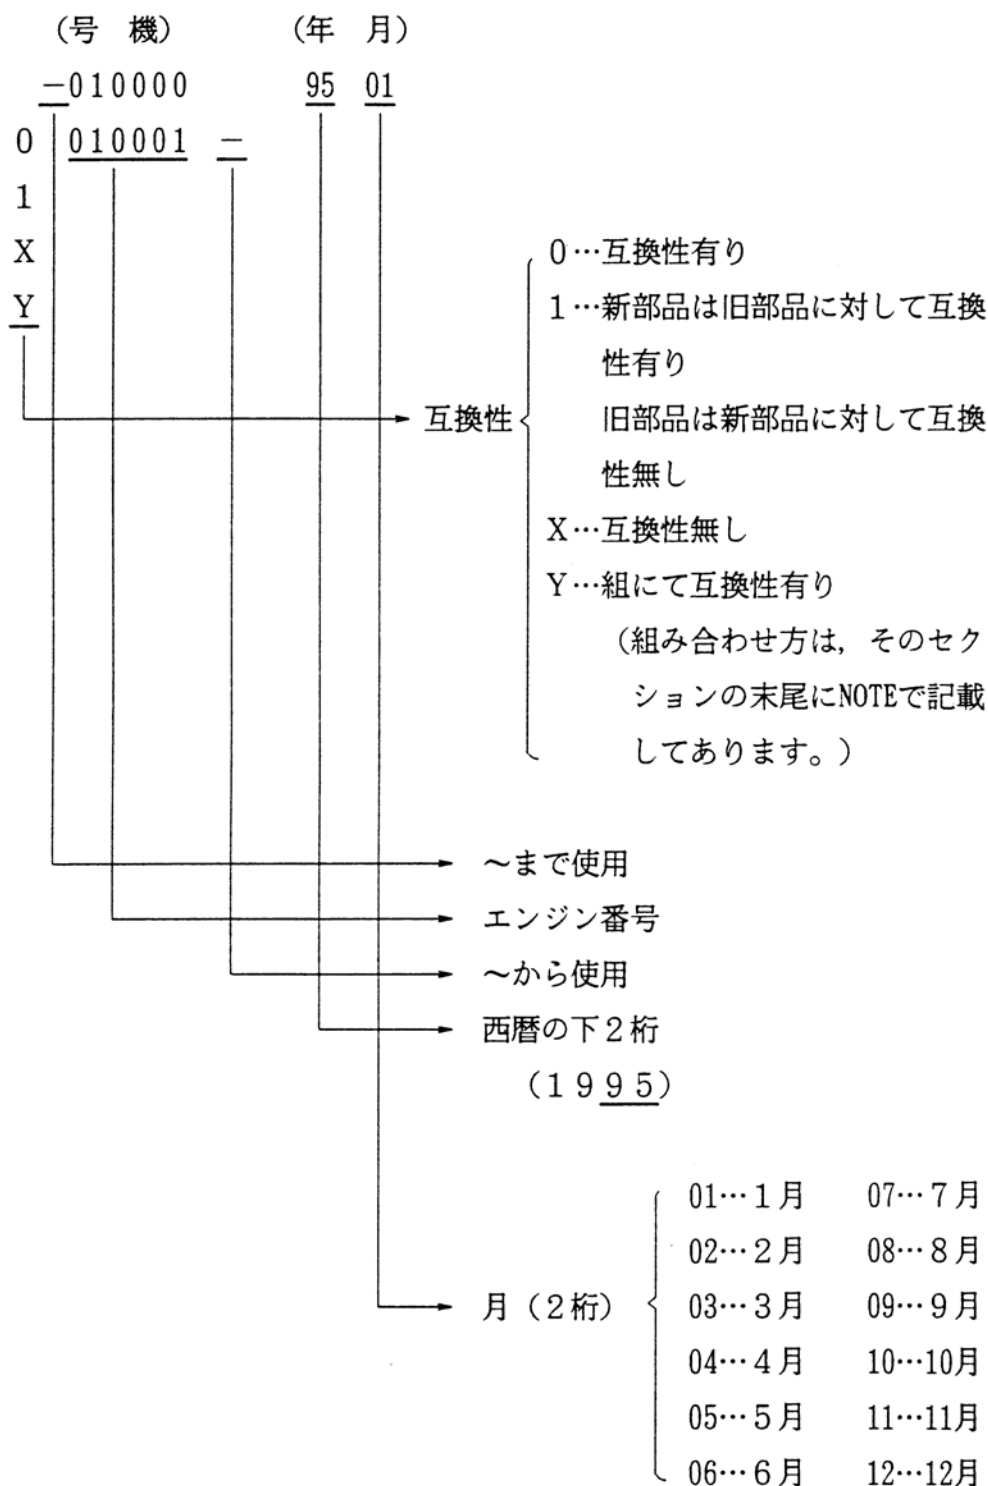 （号　機）　　　　（年　月）
－010000　　　　95　01
0　010001　－
1
X
Y
0…互換性有り
1…新部品は旧部品に対して互換
性有り
旧部品は新部品に対して互換
性無し
互換性
X…互換性無し
Y…組にて互換性有り
（組み合わせ方は，そのセク
ションの末尾にNOTEで記載
してあります。）
～まで使用
エンジン番号
～から使用
西暦の下２桁
（１９９５）
月（２桁）
01…１月　　07…７月
02…２月　　08…８月
03…３月　　09…９月
04…４月　　10…10月
05…５月　　11…11月
06…６月　　12…12月